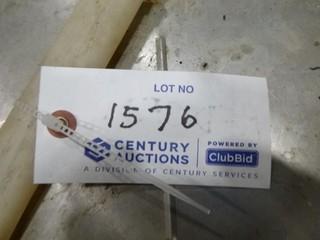 LOT NO
1576
CENTURY AUCTIONS
POWERED BY
ClubBid
A DIVISION OF CENTURY SERVICES